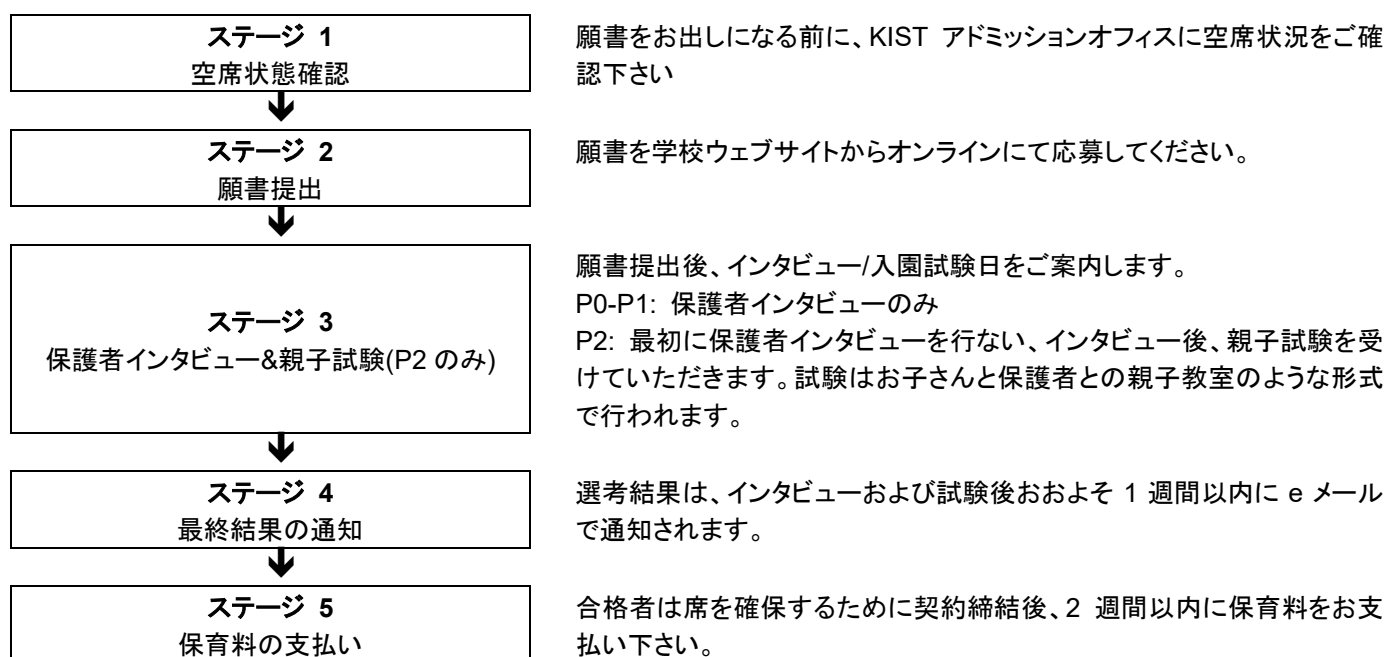 ステージ 1
空席状態確認
願書をお出しになる前に、KIST アドミッションオフィスに空席状況をご確
認下さい
ステージ 2
願書提出
願書を学校ウェブサイトからオンラインにて応募してください。
ステージ 3
保護者インタビュー&親子試験(P2 のみ)
願書提出後、インタビュー/入園試験日をご案内します。
P0-P1: 保護者インタビューのみ
P2: 最初に保護者インタビューを行ない、インタビュー後、親子試験を受
けていただきます。試験はお子さんと保護者との親子教室のような形式
で行われます。
ステージ 4
最終結果の通知
選考結果は、インタビューおよび試験後おおよそ 1 週間以内に e メール
で通知されます。
ステージ 5
保育料の支払い
合格者は席を確保するために契約締結後、2 週間以内に保育料をお支
払い下さい。